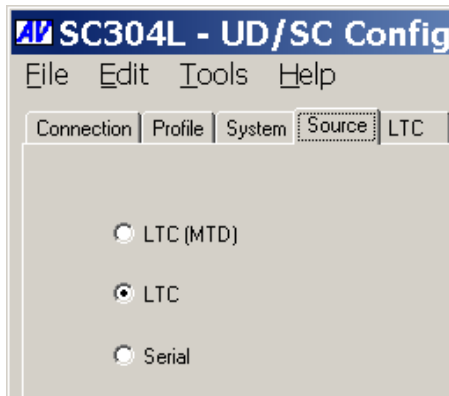 AV SC304L - UD/SC Config
File Edit Tools Help
Connection Profile System Source LTC
LTC (MTD)
LTC
Serial